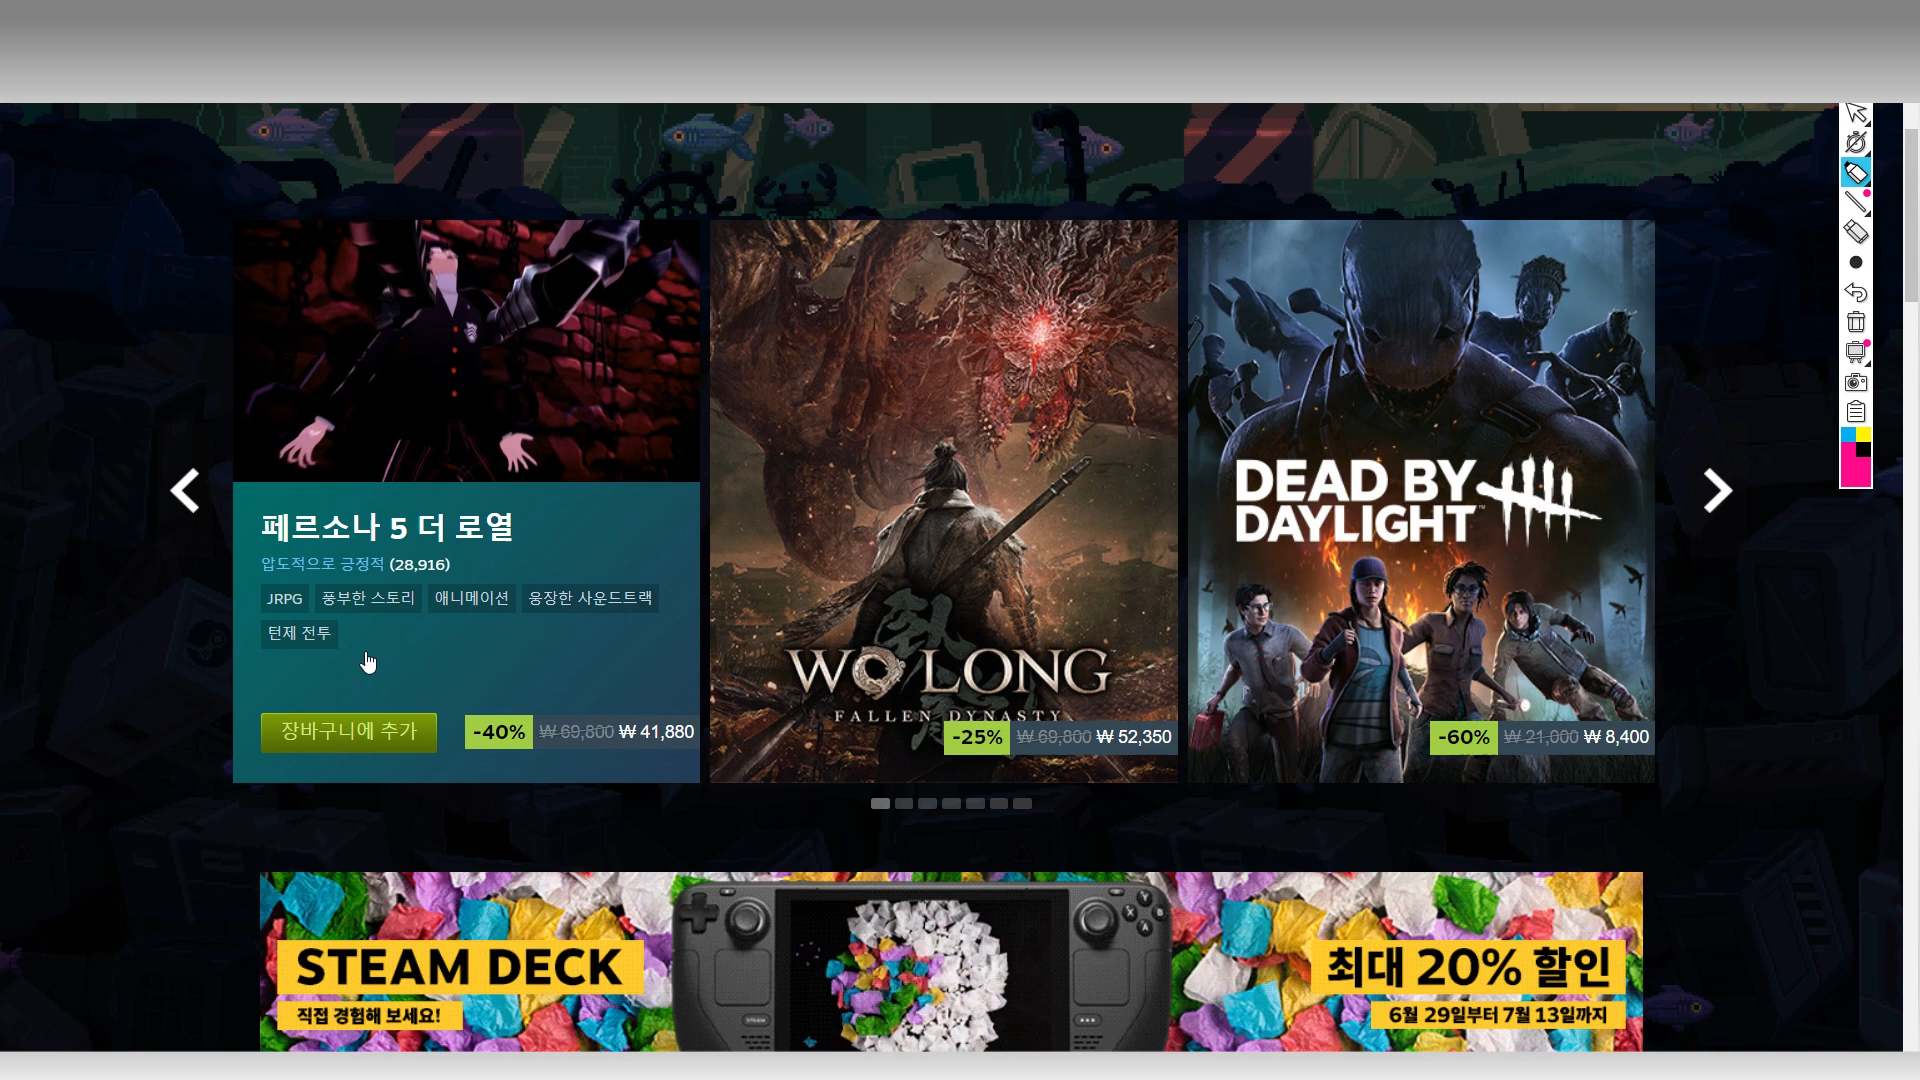 페르소나 5 더 로열
압도적으로 긍정적 (28,916)
JRPG 풍부한 스토리 애니메이션 웅장한 사운드트랙
턴제 전투
장바구니에 추가
-40% ₩ 69,800 ₩ 41,880
WO LONG
FALLEN DYNASTY
-25% ₩ 69,800 ₩ 52,350
DEAD BY
DAYLIGHT™
-60% ₩ 21,000 ₩ 8,400
STEAM DECK
직접 경험해 보세요!
STEAM
Y
X
B
A
최대 20% 할인
6월 29일부터 7월 13일까지